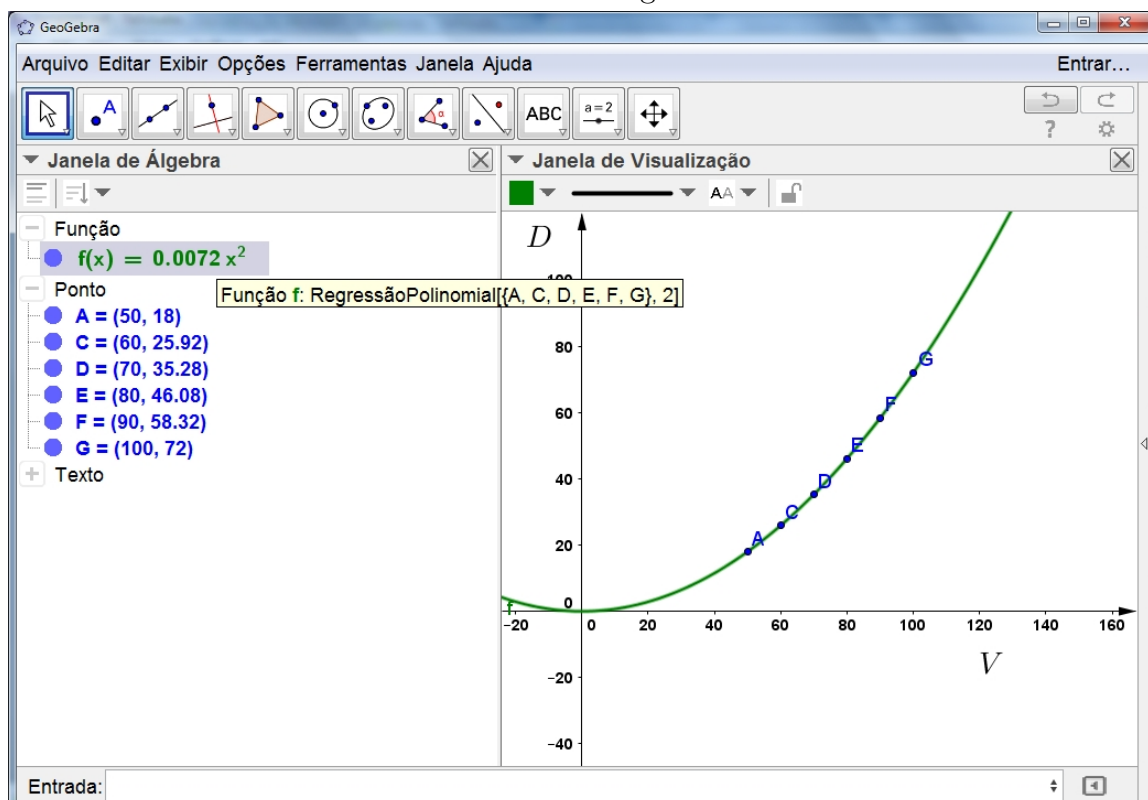 GeoGebra
Arquivo Editar Exibir Opções Ferramentas Janela Ajuda Entrar...
A α ABC a=2
?
Janela de Álgebra
Janela de Visualização
AA
Função
f(x) = 0.0072 x²
Função f: RegressãoPolinomial[{A, C, D, E, F, G}, 2]
Ponto
A = (50, 18)
C = (60, 25.92)
D = (70, 35.28)
E = (80, 46.08)
F = (90, 58.32)
G = (100, 72)
Texto
D
100
80
G
60
F
E
40
D
C
20
A
0
f
-20 0 20 40 60 80 100 120 140 160
V
-20
-40
Entrada: